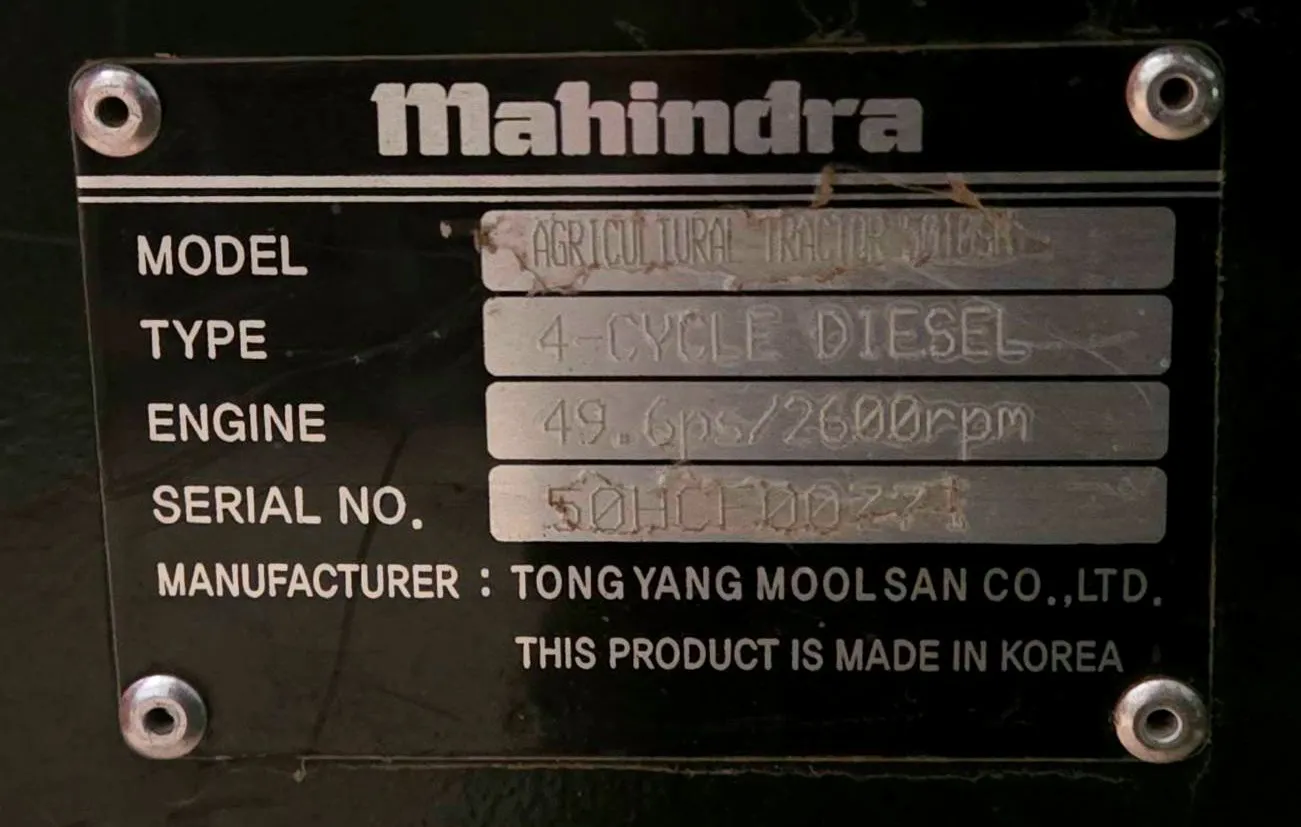 Mahindra
MODEL AGRICULTURAL TRACTOR
TYPE 4-CYCLE DIESEL
ENGINE 49.6ps/2600rpm
SERIAL NO. 50HCF00771
MANUFACTURER : TONG YANG MOOLSAN CO.,LTD.
THIS PRODUCT IS MADE IN KOREA